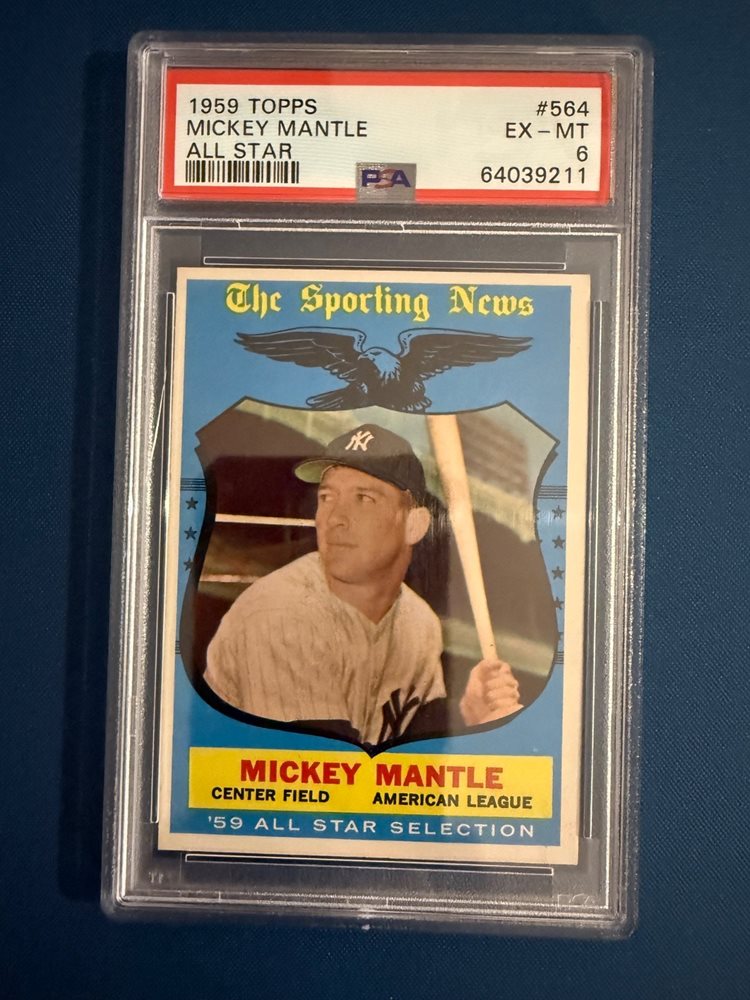 1959 TOPPS #564
MICKEY MANTLE EX - MT
ALL STAR 6
PSA 64039211
The Sporting News
NY
NY
MICKEY MANTLE
CENTER FIELD AMERICAN LEAGUE
'59 ALL STAR SELECTION